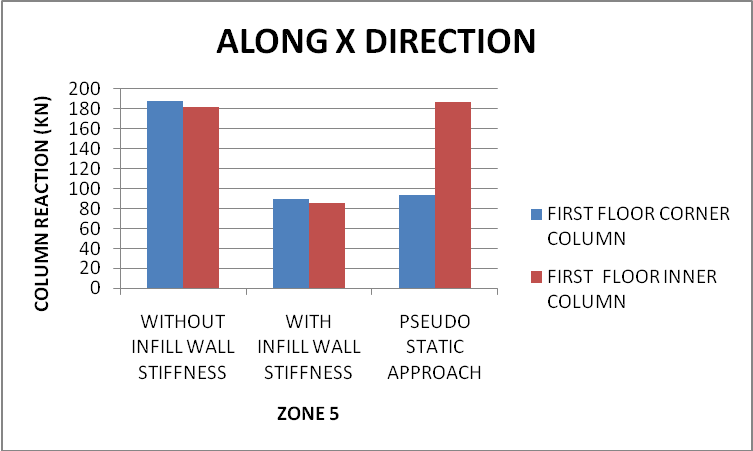 ALONG X DIRECTION
COLUMN REACTION (KN)
200
180
160
140
120
100
80
60
40
20
0
WITHOUT
INFILL WALL
STIFFNESS
WITH
INFILL WALL
STIFFNESS
PSEUDO
STATIC
APPROACH
ZONE 5
FIRST FLOOR CORNER
COLUMN
FIRST FLOOR INNER
COLUMN